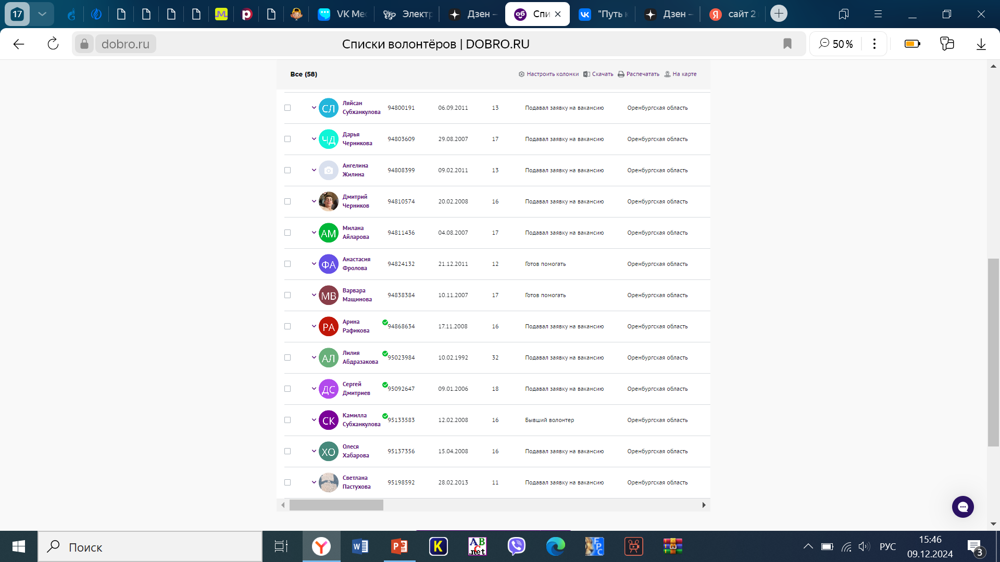 17
VK Мес
Электр
Дзен –
Спи
"Путь к
Дзен –
сайт 2
dobro.ru
Списки волонтёров | DOBRO.RU
50 %
Все (58)
Настроить колонки
Скачать
Распечатать
На карте
СЛ Ляйсан Субханкулова 94800191 06.09.2011 13 Подавал заявку на вакансию Оренбургская область
ЧД Дарья Черникова 94803609 29.08.2007 17 Подавал заявку на вакансию Оренбургская область
Ангелина Жилина 94808399 09.02.2011 13 Подавал заявку на вакансию Оренбургская область
Дмитрий Черников 94810574 20.02.2008 16 Подавал заявку на вакансию Оренбургская область
АМ Милана Айларова 94811436 04.08.2007 17 Подавал заявку на вакансию Оренбургская область
ФА Анастасия Фролова 94824132 21.12.2011 12 Готов помогать Оренбургская область
МВ Варвара Мащинова 94838384 10.11.2007 17 Готов помогать Оренбургская область
РА Арина Рафикова 94868634 17.11.2008 16 Подавал заявку на вакансию Оренбургская область
АЛ Лилия Абдразакова 95023984 10.02.1992 32 Подавал заявку на вакансию Оренбургская область
ДС Сергей Дмитриев 95092647 09.01.2006 18 Подавал заявку на вакансию Оренбургская область
СК Камилла Субханкулова 95133583 12.02.2008 16 Бывший волонтер Оренбургская область
ХО Олеся Хабарова 95137356 15.04.2008 16 Подавал заявку на вакансию Оренбургская область
Светлана Пастухова 95198592 28.02.2013 11 Подавал заявку на вакансию Оренбургская область
Поиск
K
ABC.net
FPC
РУС
15:46
09.12.2024
3